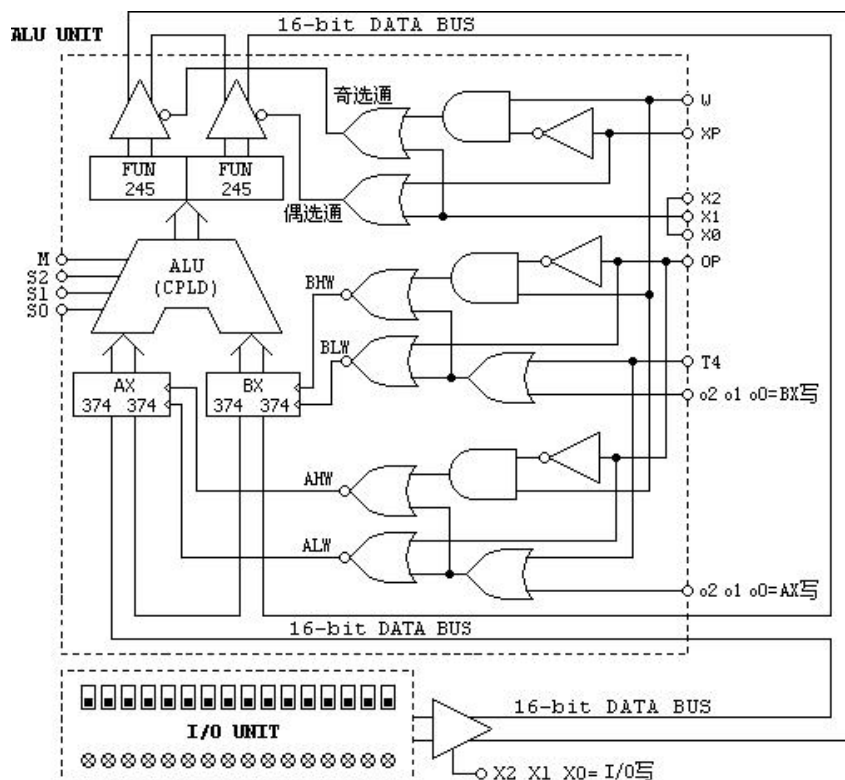 16-bit DATA BUS
ALU UNIT
奇选通
W
XP
FUN 245
FUN 245
偶选通
X2
X1
X0
M
S2
S1
S0
ALU
(CPLD)
OP
BHW
BLW
T4
AX
374 374
BX
374 374
o2 o1 o0=BX写
AHW
ALW
o2 o1 o0=AX写
16-bit DATA BUS
16-bit DATA BUS
I/O UNIT
X2 X1 X0= I/O写